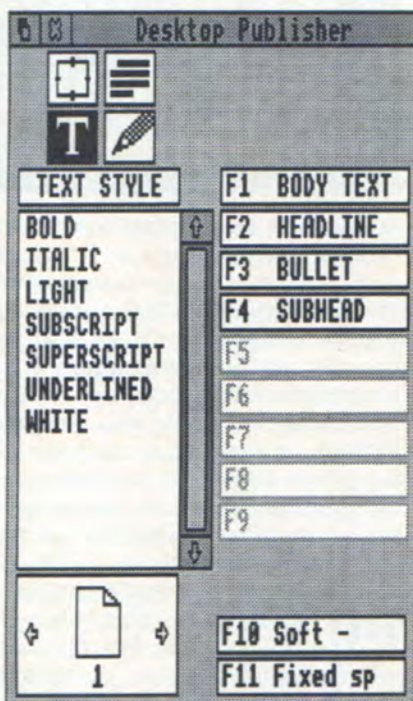 Desktop Publisher
T
TEXT STYLE
BOLD
ITALIC
LIGHT
SUBSCRIPT
SUPERSCRIPT
UNDERLINED
WHITE
1
F1 BODY TEXT
F2 HEADLINE
F3 BULLET
F4 SUBHEAD
F5
F6
F7
F8
F9
F10 Soft -
F11 Fixed sp